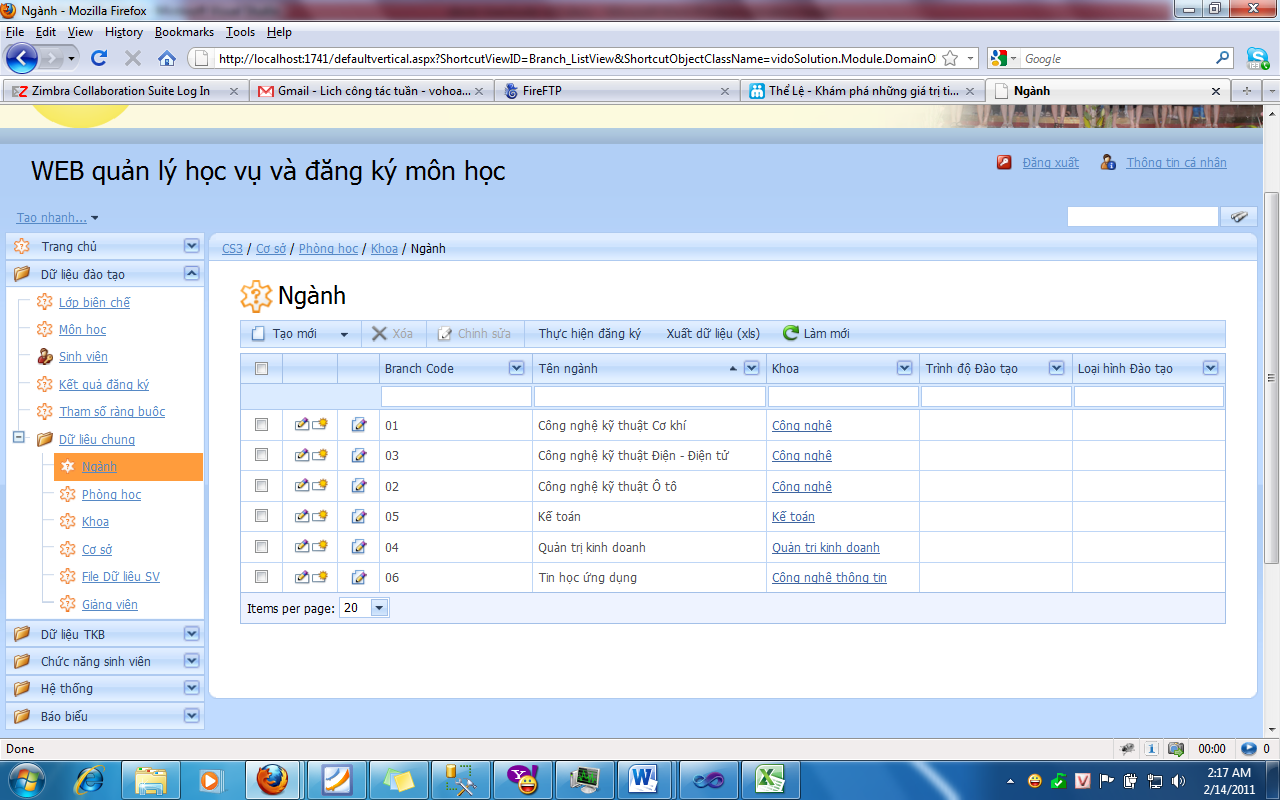 Ngành - Mozilla Firefox
File Edit View History Bookmarks Tools Help
http://localhost:1741/defaultvertical.aspx?ShortcutViewID=Branch_ListView&ShortcutObjectClassName=vidoSolution.Module.DomainO
Google
Zimbra Collaboration Suite Log In
Gmail - Lich công tác tuần - vohoa...
FireFTP
Thể Lệ - Khám phá những giá trị ti...
Ngành
WEB quản lý học vụ và đăng ký môn học
Đăng xuất
Thông tin cá nhân
Tạo nhanh...
Trang chủ
Dữ liệu đào tạo
Lớp biên chế
Môn học
Sinh viên
Kết quả đăng ký
Tham số ràng buộc
Dữ liệu chung
Ngành
Phòng học
Khoa
Cơ sở
File Dữ liệu SV
Giảng viên
Dữ liệu TKB
Chức năng sinh viên
Hệ thống
Báo biểu
CS3 / Cơ sở / Phòng học / Khoa / Ngành
Ngành
Tạo mới Xóa Chỉnh sửa Thực hiện đăng ký Xuất dữ liệu (xls) Làm mới
Branch Code Tên ngành Khoa Trình độ Đào tạo Loại hình Đào tạo
01 Công nghệ kỹ thuật Cơ khí Công nghệ
03 Công nghệ kỹ thuật Điện - Điện tử Công nghệ
02 Công nghệ kỹ thuật Ô tô Công nghệ
05 Kế toán Kế toán
04 Quản trị kinh doanh Quản trị kinh doanh
06 Tin học ứng dụng Công nghệ thông tin
Items per page: 20
Done
00:00
0
2:17 AM
2/14/2011